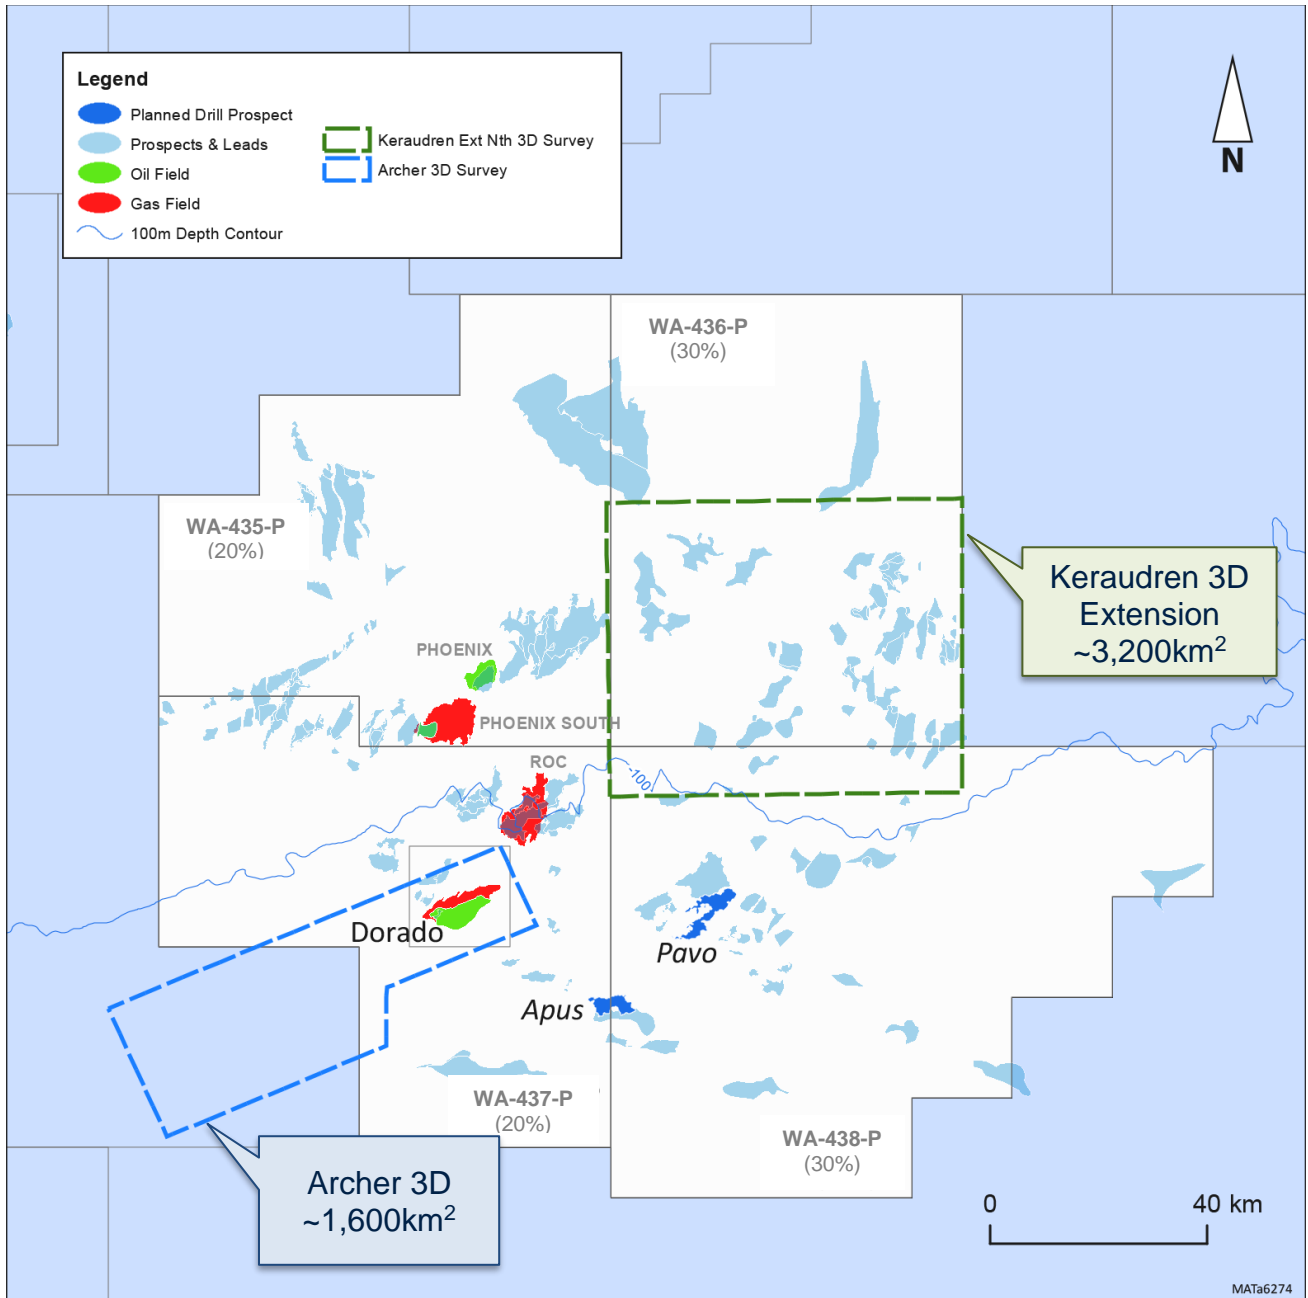 Legend
Planned Drill Prospect
Prospects & Leads
Oil Field
Gas Field
100m Depth Contour
Keraudren Ext Nth 3D Survey
Archer 3D Survey
N
WA-436-P
(30%)
WA-435-P
(20%)
Keraudren 3D
Extension
~3,200km²
PHOENIX
PHOENIX SOUTH
ROC
-100
Dorado
Pavo
Apus
WA-437-P
(20%)
WA-438-P
(30%)
Archer 3D
~1,600km²
0 40 km
MATa6274